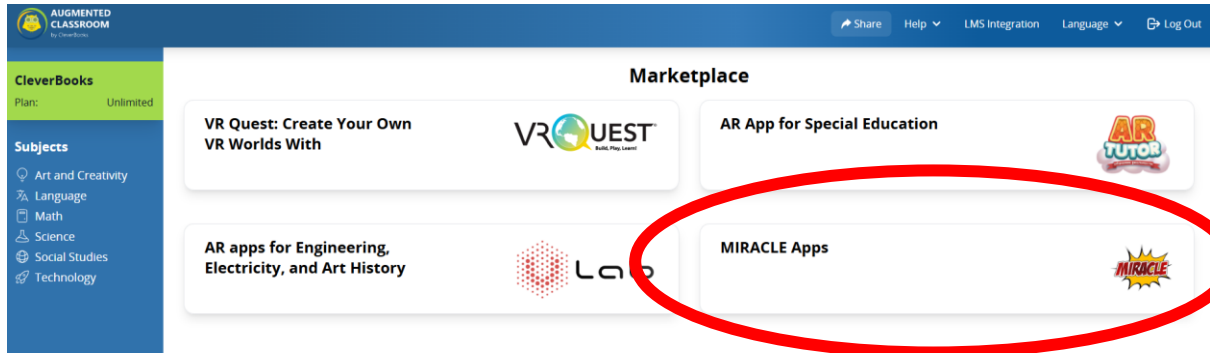 AUGMENTED
CLASSROOM
by CleverBooks
Share
Help
LMS Integration
Language
Log Out
CleverBooks
Plan: Unlimited
Subjects
Art and Creativity
Language
Math
Science
Social Studies
Technology
Marketplace
VR Quest: Create Your Own
VR Worlds With
VRQUEST
Build, Play, Learn!
AR App for Special Education
AR
TUTOR
AR apps for Engineering,
Electricity, and Art History
Lab
MIRACLE Apps
MIRACLE